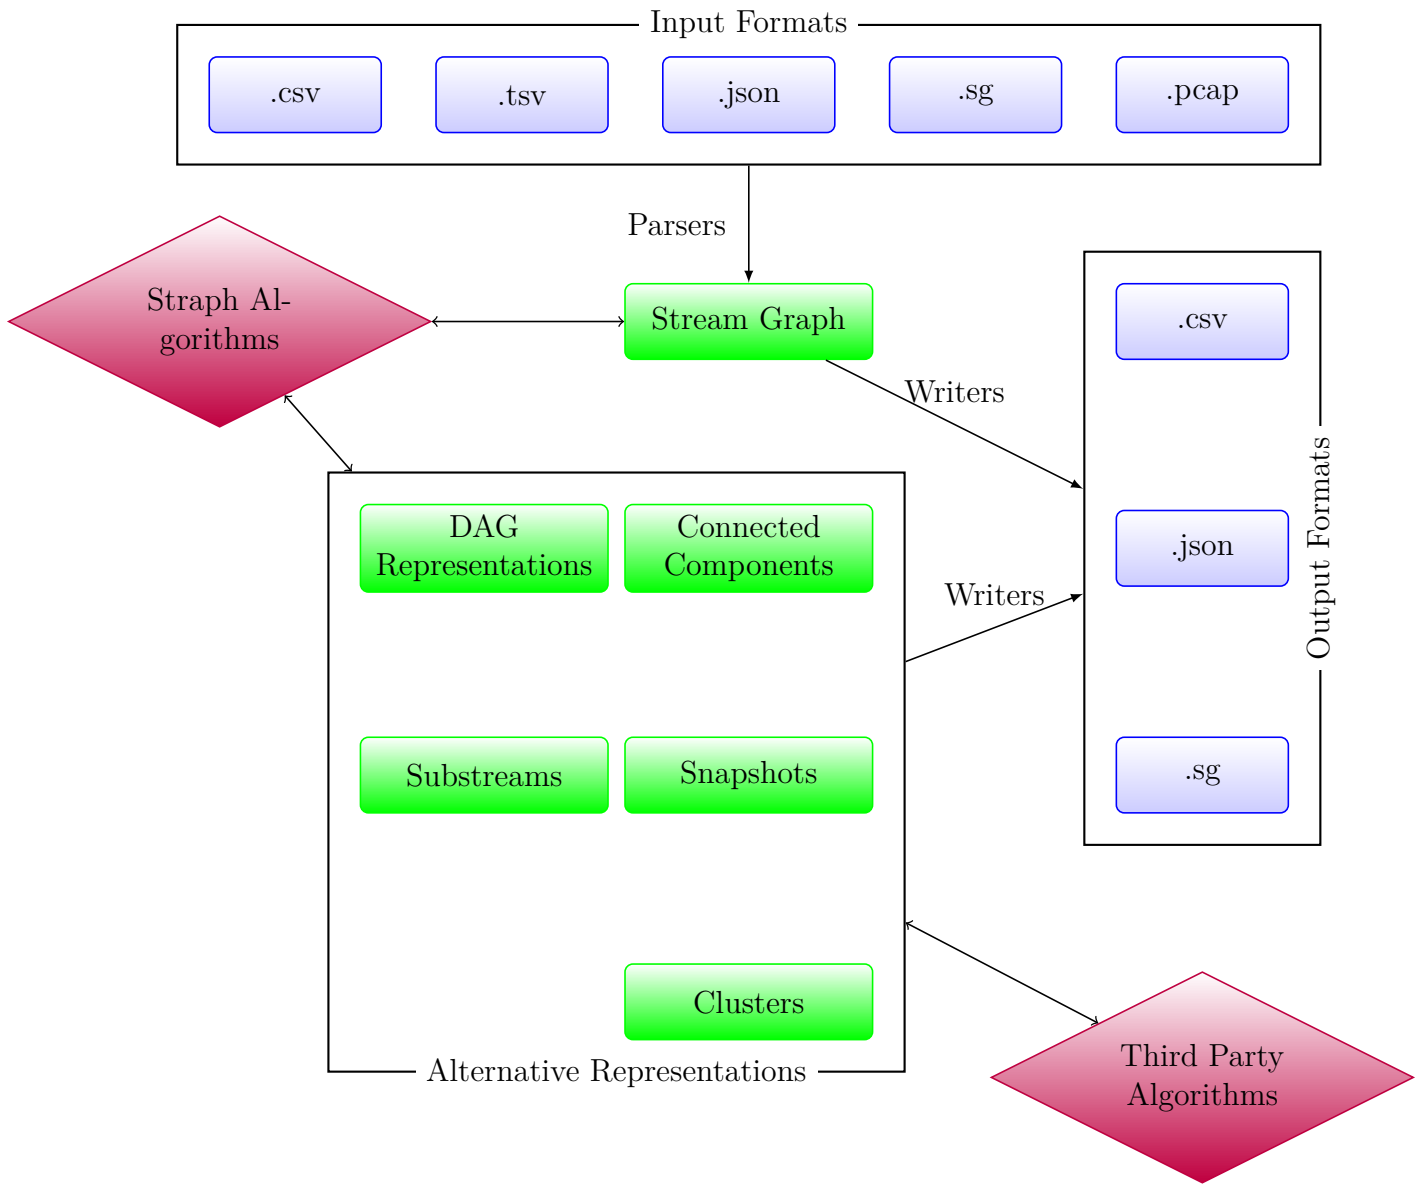 Input Formats
.csv
.tsv
.json
.sg
.pcap
Parsers
Straph Al-
gorithms
Stream Graph
.csv
Writers
Output Formats
DAG
Representations
Connected
Components
.json
Writers
Substreams
Snapshots
.sg
Clusters
Alternative Representations
Third Party
Algorithms